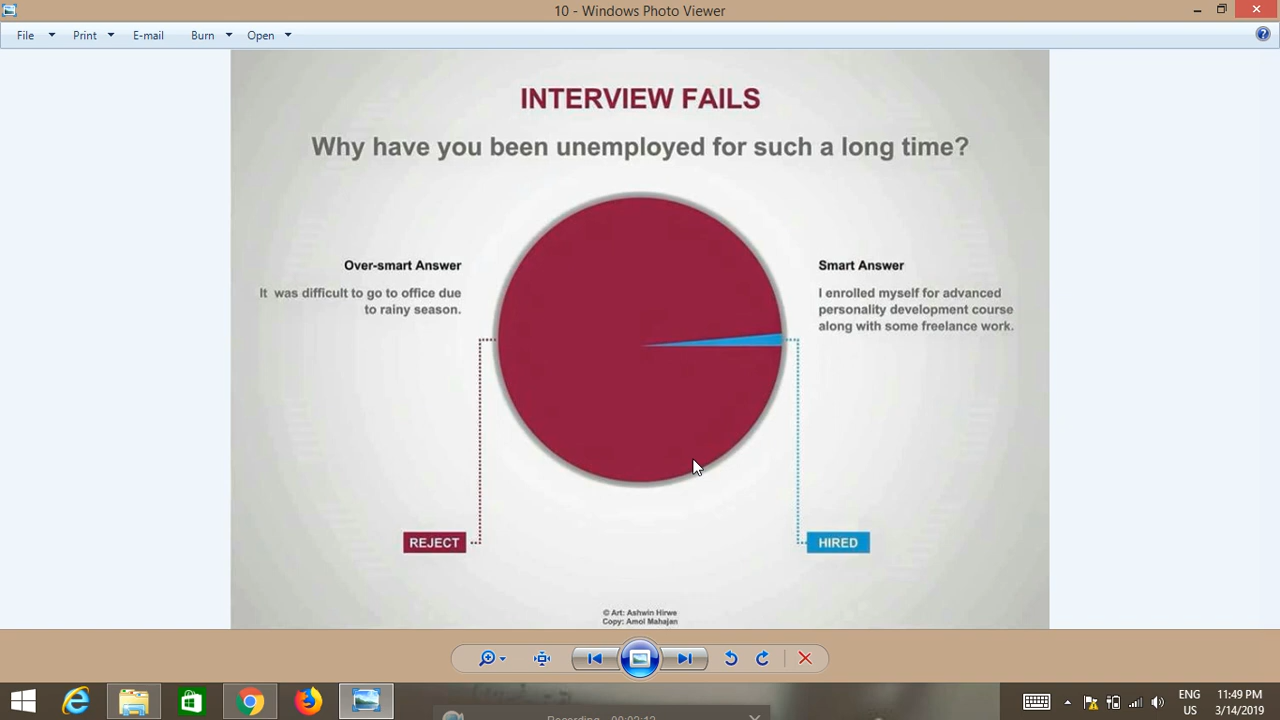 10 - Windows Photo Viewer
File Print E-mail Burn Open
INTERVIEW FAILS
Why have you been unemployed for such a long time?
Over-smart Answer
It was difficult to go to office due
to rainy season.
Smart Answer
I enrolled myself for advanced
personality development course
along with some freelance work.
REJECT
HIRED
© Art: Ashwin Hirwe
Copy: Amol Mahajan
ENG
US
11:49 PM
3/14/2019